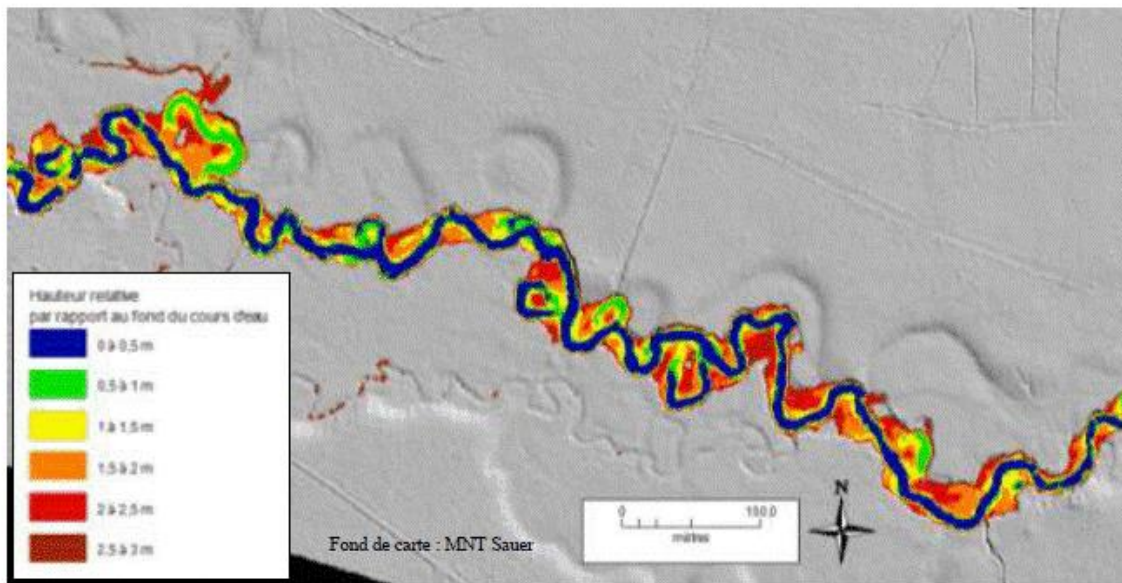 Hauteur relative
par rapport au fond du cours d'eau
0 à 0,5 m
0,5 à 1 m
1 à 1,5 m
1,5 à 2 m
2 à 2,5 m
2,5 à 3 m
Fond de carte : MNT Sauer
0 150,0
mètres
N